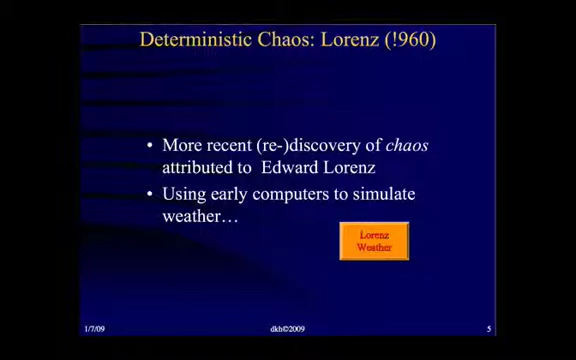 Deterministic Chaos: Lorenz (!960)
• More recent (re-)discovery of chaos
attributed to Edward Lorenz
• Using early computers to simulate
weather…
Lorenz
Weather
1/7/09
dkh©2009
5